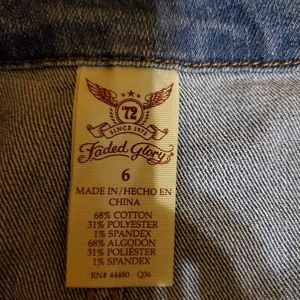 '72
SINCE 1972
Faded Glory®
6
MADE IN/HECHO EN
CHINA
68% COTTON
31% POLYESTER
1% SPANDEX
68% ALGODÓN
31% POLIÉSTER
1% SPANDEX
RN# 44480 Q36